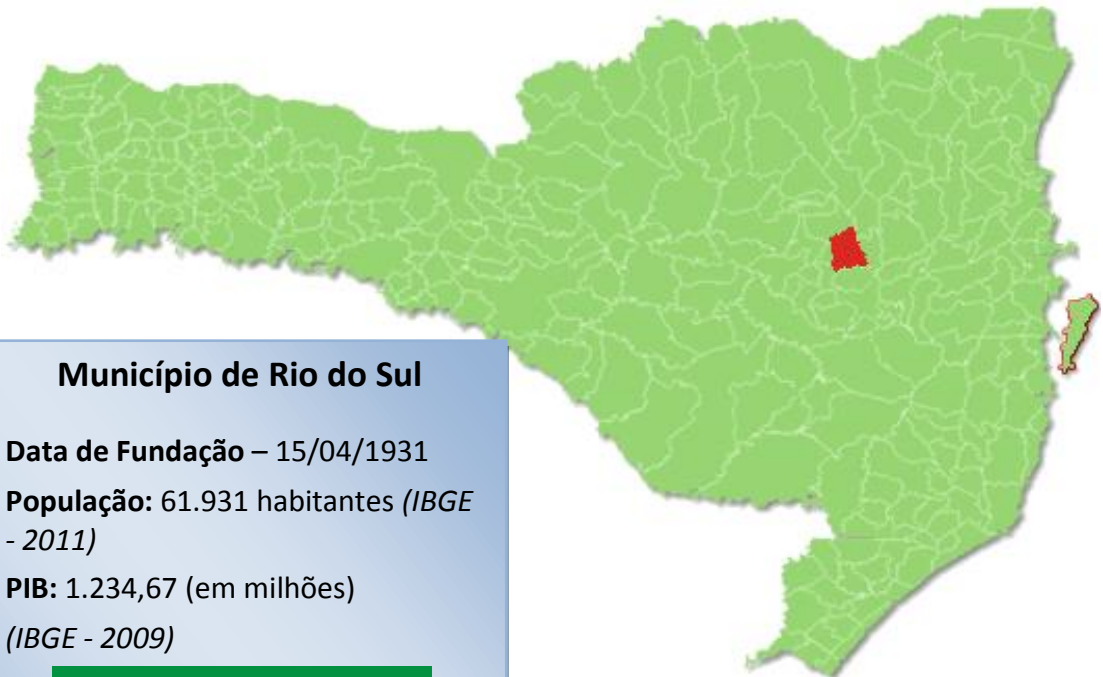 Município de Rio do Sul
Data de Fundação – 15/04/1931
População: 61.931 habitantes (IBGE
- 2011)
PIB: 1.234,67 (em milhões)
(IBGE - 2009)